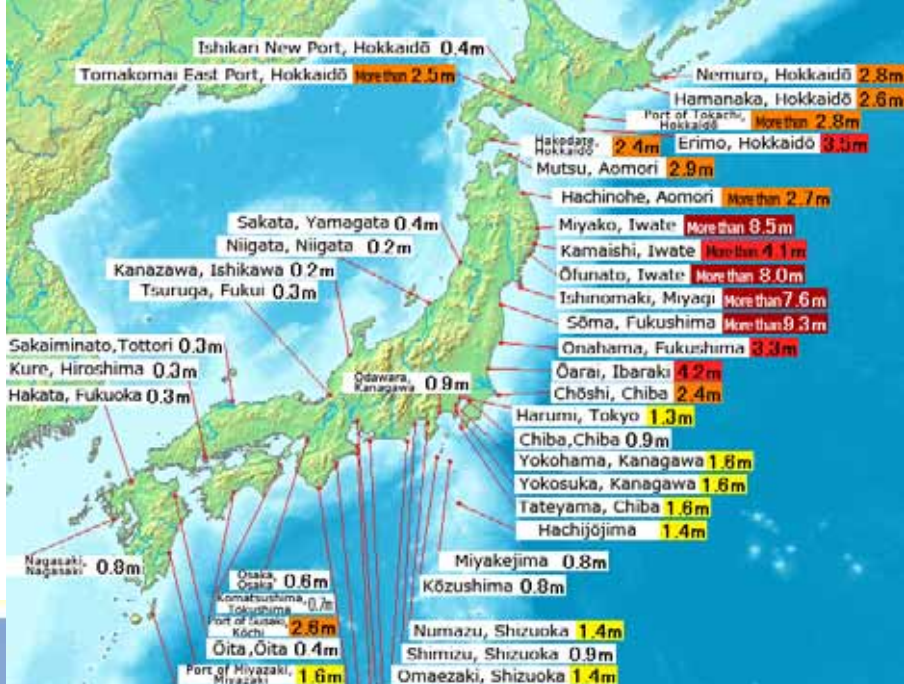 Ishikari New Port, Hokkaidō 0.4m
Tomakomai East Port, Hokkaidō More than 2.5m
Nemuro, Hokkaidō 2.8m
Hamanaka, Hokkaidō 2.6m
Port of Tokachi,
Hokkaidō More than 2.8m
Hakodate,
Hokkaidō 2.4m
Erimo, Hokkaidō 3.5m
Mutsu, Aomori 2.9m
Hachinohe, Aomori More than 2.7m
Sakata, Yamagata 0.4m
Miyako, Iwate More than 8.5m
Niigata, Niigata 0.2m
Kamaishi, Iwate More than 4.1m
Kanazawa, Ishikawa 0.2m
Ōfunato, Iwate More than 8.0m
Tsuruga, Fukui 0.3m
Ishinomaki, Miyagi More than 7.6m
Sōma, Fukushima More than 9.3m
Sakaiminato,Tottori 0.3m
Onahama, Fukushima 3.3m
Kure, Hiroshima 0.3m
Ōarai, Ibaraki 4.2m
Odawara,
Kanagawa 0.9m
Hakata, Fukuoka 0.3m
Chōshi, Chiba 2.4m
Harumi, Tokyo 1.3m
Chiba,Chiba 0.9m
Yokohama, Kanagawa 1.6m
Yokosuka, Kanagawa 1.6m
Tateyama, Chiba 1.6m
Hachijōjima 1.4m
Nagasaki,
Nagasaki 0.8m
Miyakejima 0.8m
Osaka,
Osaka 0.6m
Kōzushima 0.8m
Komatsushima,
Tokushima 0.7m
Port of Susaki,
Kōchi 2.6m
Numazu, Shizuoka 1.4m
Ōita,Ōita 0.4m
Shimizu, Shizuoka 0.9m
Port of Miyazaki,
Miyazaki 1.6m
Omaezaki, Shizuoka 1.4m